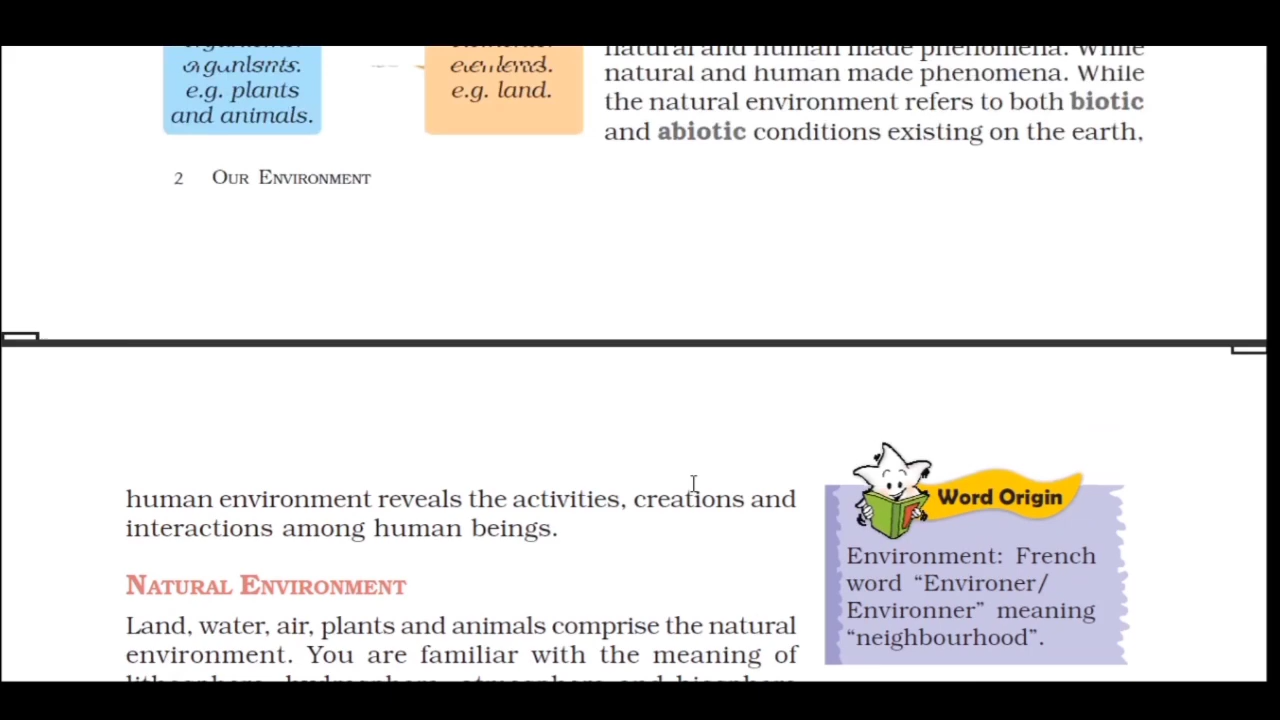 e.g. plants
and animals.
e.g. land.
natural and human made phenomena. While
the natural environment refers to both biotic
and abiotic conditions existing on the earth,
2 OUR ENVIRONMENT
human environment reveals the activities, creations and
interactions among human beings.
NATURAL ENVIRONMENT
Land, water, air, plants and animals comprise the natural
environment. You are familiar with the meaning of
Word Origin
Environment: French
word “Environer/
Environner” meaning
“neighbourhood”.